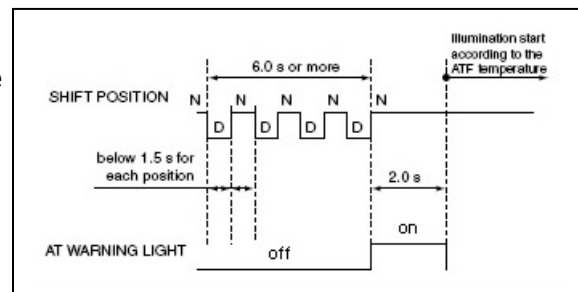 Illumination start
according to the
ATF temperature
6.0 s or more
SHIFT POSITION N N N N N
D D D D
below 1.5 s for
each position
2.0 s
on
AT WARNING LIGHT off